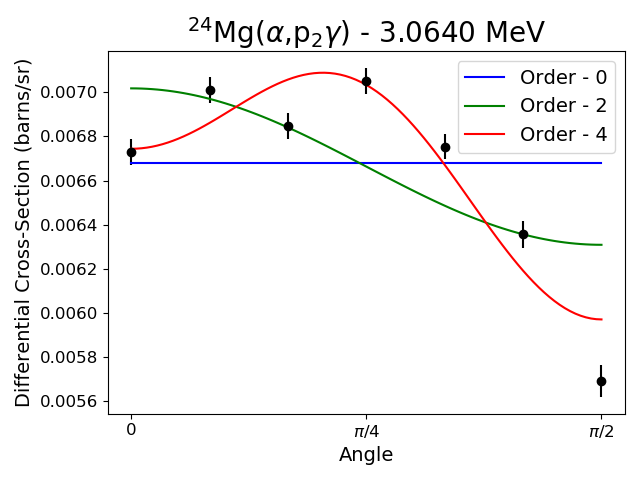 ²⁴Mg(α,p₂γ) - 3.0640 MeV
Differential Cross-Section (barns/sr)
0.0070
0.0068
0.0066
0.0064
0.0062
0.0060
0.0058
0.0056
Order - 0
Order - 2
Order - 4
0
π/4
π/2
Angle